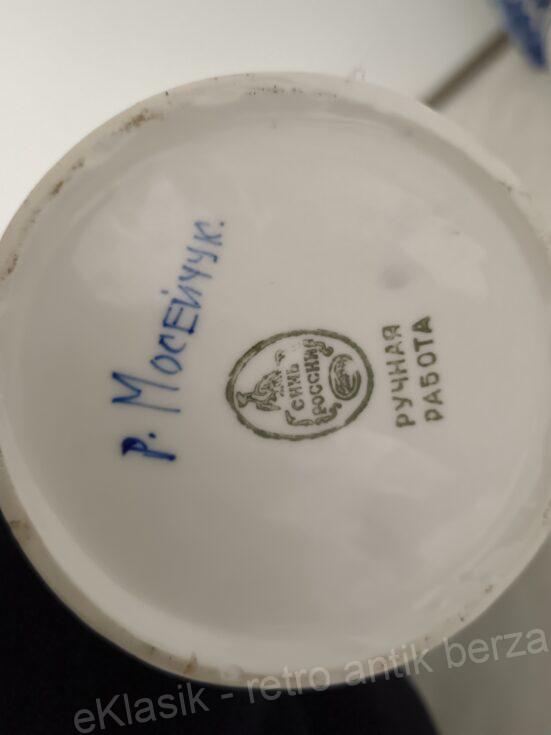 Р. МОСЕЙЧУК.
СИНЬ
РОССИИ
РУЧНАЯ
РАБОТА
eKlasik - retro antik berza